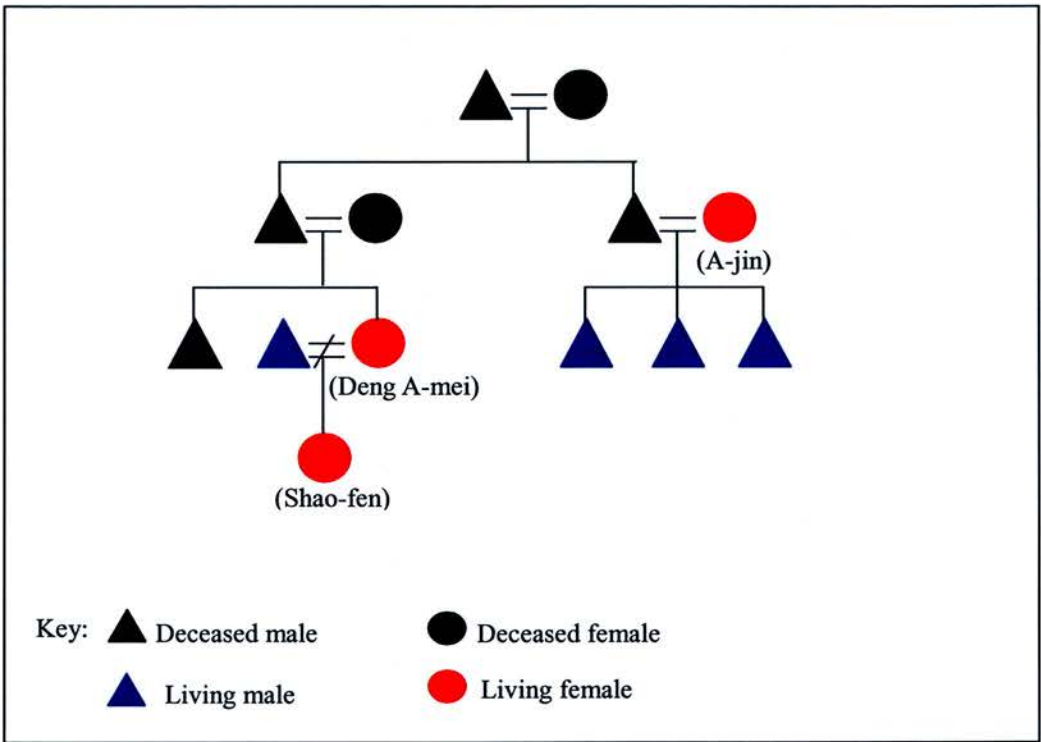 (A-jin)
(Deng A-mei)
(Shao-fen)
Key: Deceased male Deceased female
Living male Living female